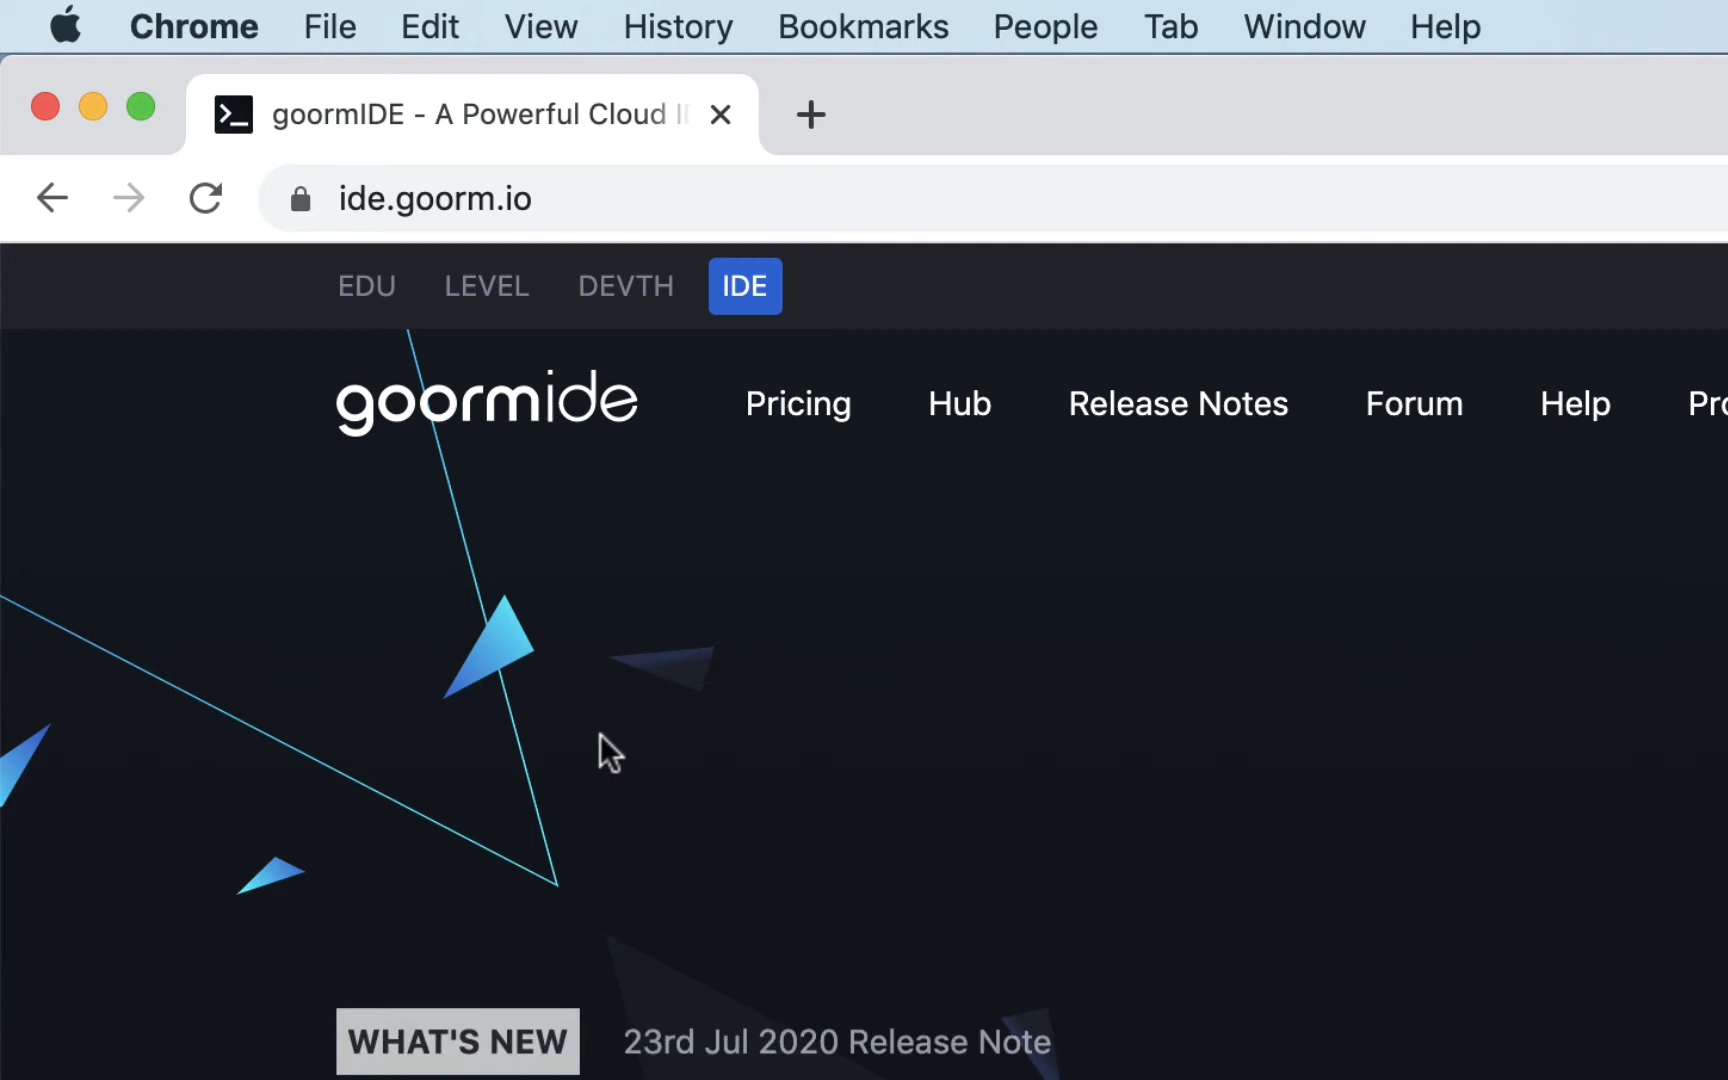 Chrome File Edit View History Bookmarks People Tab Window Help
goormIDE - A Powerful Cloud
ide.goorm.io
EDU LEVEL DEVTH IDE
goormide Pricing Hub Release Notes Forum Help
WHAT'S NEW 23rd Jul 2020 Release Note